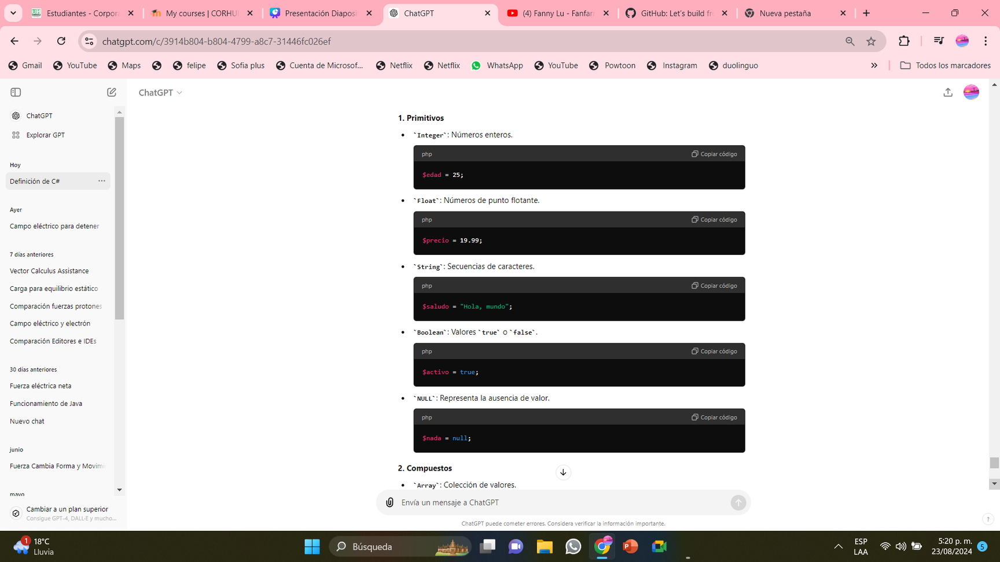 Estudiantes - Corpora
My courses | CORHUI
Presentación Diaposi
ChatGPT
(4) Fanny Lu - Fanfarr
GitHub: Let's build fr
Nueva pestaña
chatgpt.com/c/3914b804-b804-4799-a8c7-31446fc026ef
Gmail
YouTube
Maps
felipe
Sofia plus
Cuenta de Microsof...
Netflix
Netflix
WhatsApp
YouTube
Powtoon
Instagram
duolinguo
»
Todos los marcadores
ChatGPT
Explorar GPT
Hoy
Definición de C#
Ayer
Campo eléctrico para detener
7 días anteriores
Vector Calculus Assistance
Carga para equilibrio estático
Comparación fuerzas protones
Campo eléctrico y electrón
Comparación Editores e IDEs
30 días anteriores
Fuerza eléctrica neta
Funcionamiento de Java
Nuevo chat
junio
Fuerza Cambia Forma y Movimi
mayo
Cambiar a un plan superior
Consigue GPT-4, DALL·E y mucho...
ChatGPT
1. Primitivos
• `Integer`: Números enteros.
php
Copiar código
$edad = 25;
• `Float`: Números de punto flotante.
php
Copiar código
$precio = 19.99;
• `String`: Secuencias de caracteres.
php
Copiar código
$saludo = "Hola, mundo";
• `Boolean`: Valores `true` o `false`.
php
Copiar código
$activo = true;
• `NULL`: Representa la ausencia de valor.
php
Copiar código
$nada = null;
2. Compuestos
• `Array`: Colección de valores.
Envía un mensaje a ChatGPT
ChatGPT puede cometer errores. Considera verificar la información importante.
?
1
18°C
Lluvia
Búsqueda
ESP
LAA
5:20 p. m.
23/08/2024
5